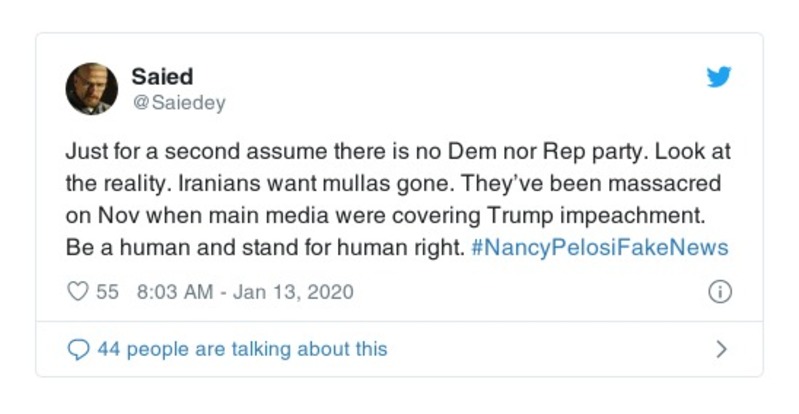 Saied
@Saiedey
Just for a second assume there is no Dem nor Rep party. Look at
the reality. Iranians want mullas gone. They’ve been massacred
on Nov when main media were covering Trump impeachment.
Be a human and stand for human right. #NancyPelosiFakeNews
55 8:03 AM - Jan 13, 2020
44 people are talking about this